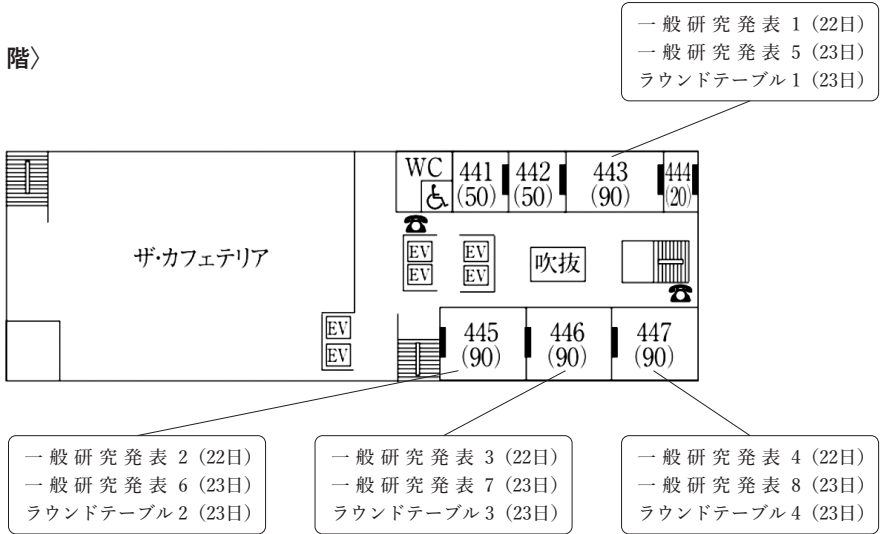 一般研究発表 1（22日）
一般研究発表 5（23日）
ラウンドテーブル 1（23日）
階〉
WC
441
(50)
442
(50)
443
(90)
444
(20)
ザ・カフェテリア
EV
EV
EV
EV
吹抜
EV
EV
445
(90)
446
(90)
447
(90)
一般研究発表 2（22日）
一般研究発表 6（23日）
ラウンドテーブル 2（23日）
一般研究発表 3（22日）
一般研究発表 7（23日）
ラウンドテーブル 3（23日）
一般研究発表 4（22日）
一般研究発表 8（23日）
ラウンドテーブル 4（23日）